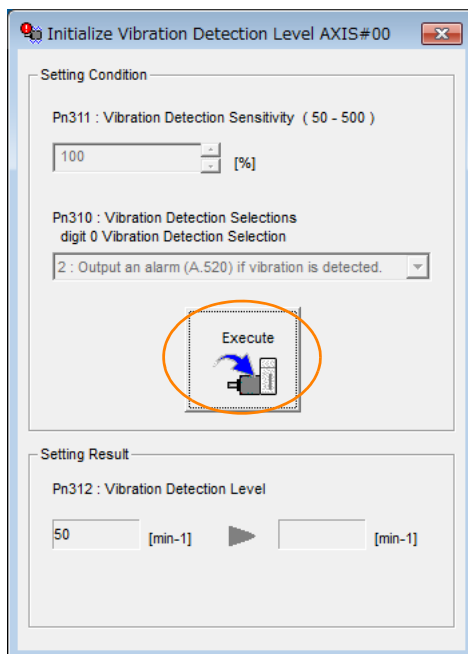 Initialize Vibration Detection Level AXIS#00
Setting Condition
Pn311 : Vibration Detection Sensitivity ( 50 - 500 )
100
[%]
Pn310 : Vibration Detection Selections
digit 0 Vibration Detection Selection
2 : Output an alarm (A.520) if vibration is detected.
Execute
Setting Result
Pn312 : Vibration Detection Level
50 [min-1] [min-1]